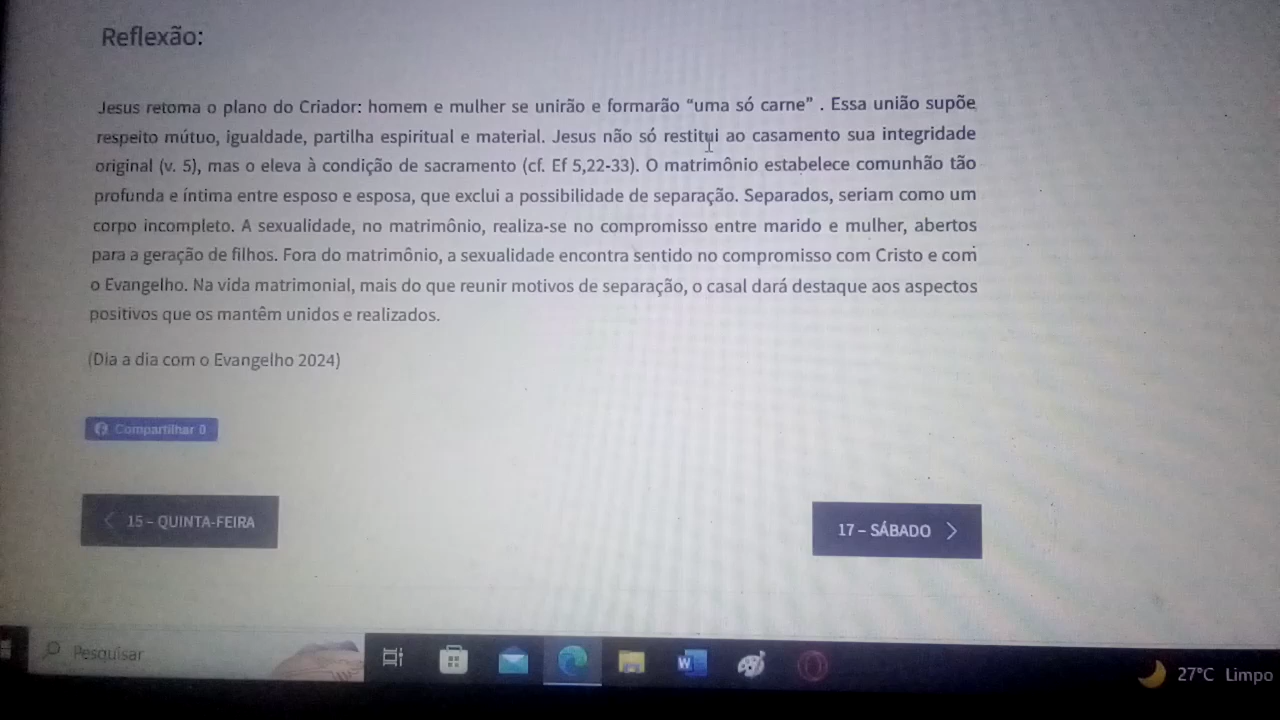 Reflexão:
Jesus retoma o plano do Criador: homem e mulher se unirão e formarão “uma só carne” . Essa união supõe
respeito mútuo, igualdade, partilha espiritual e material. Jesus não só restitui ao casamento sua integridade
original (v. 5), mas o eleva à condição de sacramento (cf. Ef 5,22-33). O matrimônio estabelece comunhão tão
profunda e íntima entre esposo e esposa, que exclui a possibilidade de separação. Separados, seriam como um
corpo incompleto. A sexualidade, no matrimônio, realiza-se no compromisso entre marido e mulher, abertos
para a geração de filhos. Fora do matrimônio, a sexualidade encontra sentido no compromisso com Cristo e com
o Evangelho. Na vida matrimonial, mais do que reunir motivos de separação, o casal dará destaque aos aspectos
positivos que os mantêm unidos e realizados.
(Dia a dia com o Evangelho 2024)
Compartilhar 0
15 – QUINTA-FEIRA
17 – SÁBADO
Pesquisar
W
27°C Limpo